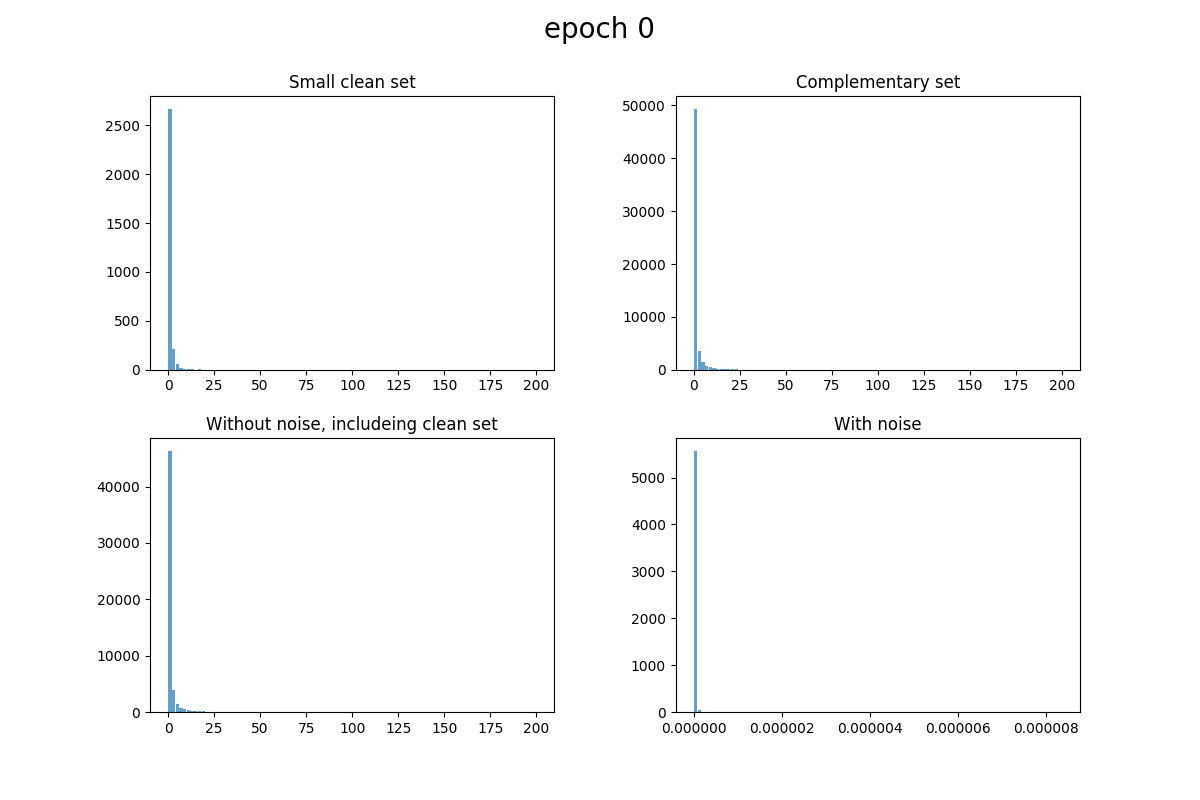 epoch 0
Small clean set
2500
2000
1500
1000
500
0
0 25 50 75 100 125 150 175 200
Complementary set
50000
40000
30000
20000
10000
0
0 25 50 75 100 125 150 175 200
Without noise, includeing clean set
40000
30000
20000
10000
0
0 25 50 75 100 125 150 175 200
With noise
5000
4000
3000
2000
1000
0
0.000000 0.000002 0.000004 0.000006 0.000008